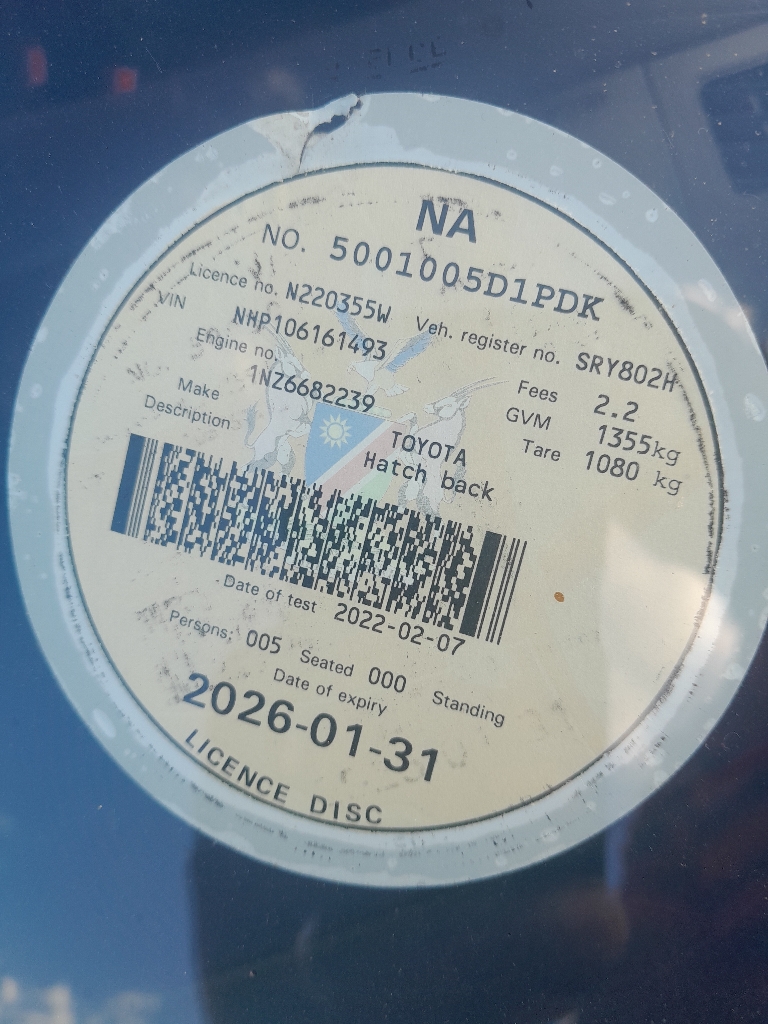 NA
NO. 5001005D1PDK
Licence no. N220355W Veh. register no. SRY802H
VIN NHP106161493 Fees 2.2
Engine no. 1NZ6682239 GVM 1355kg
Make TOYOTA Tare 1080 kg
Description Hatch back
Date of test 2022-02-07
Persons: 005 Seated 000 Standing
Date of expiry
2026-01-31
LICENCE DISC